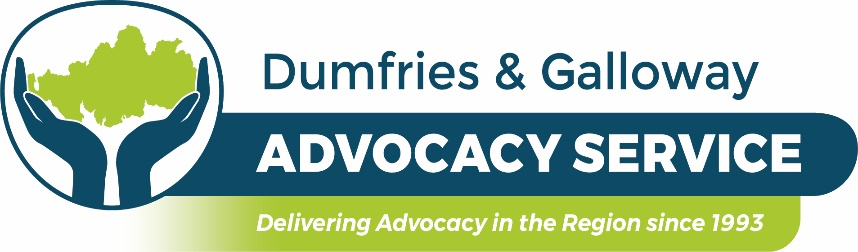 Dumfries & Galloway
ADVOCACY SERVICE
Delivering Advocacy in the Region since 1993